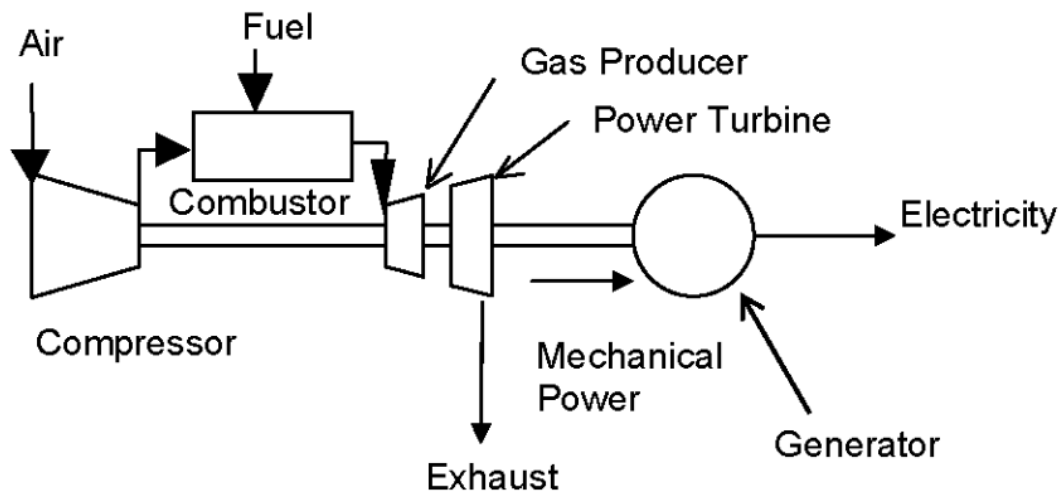 Fuel
Air
Gas Producer
Power Turbine
Combustor
Electricity
Compressor
Mechanical
Power
Generator
Exhaust